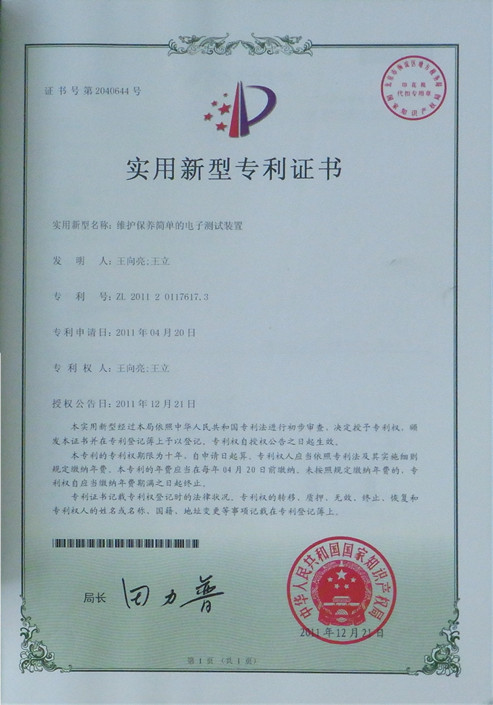 证书号第2040644号
印花税
代扣专用章
国家知识产权局
实用新型专利证书
实用新型名称：维护保养简单的电子测试装置
发明人：王向亮;王立
专利号：ZL 2011 2 0117617.3
专利申请日：2011年04月20日
专利权人：王向亮;王立
授权公告日：2011年12月21日
本实用新型经过本局依照中华人民共和国专利法进行初步审查，决定授予专利权，颁
发本证书并在专利登记簿上予以登记。专利权自授权公告之日起生效。
本专利的专利权期限为十年，自申请日起算。专利权人应当依照专利法及其实施细则
规定缴纳年费。本专利的年费应当在每年04月20日前缴纳。未按照规定缴纳年费的，专
利权自应当缴纳年费期满之日起终止。
专利证书记载专利权登记时的法律状况。专利权的转移、质押、无效、终止、恢复和
专利权人的姓名或名称、国籍、地址变更等事项记载在专利登记簿上。
局长 田力普
中华人民共和国国家知识产权局
2011年12月21日
第1页（共1页）